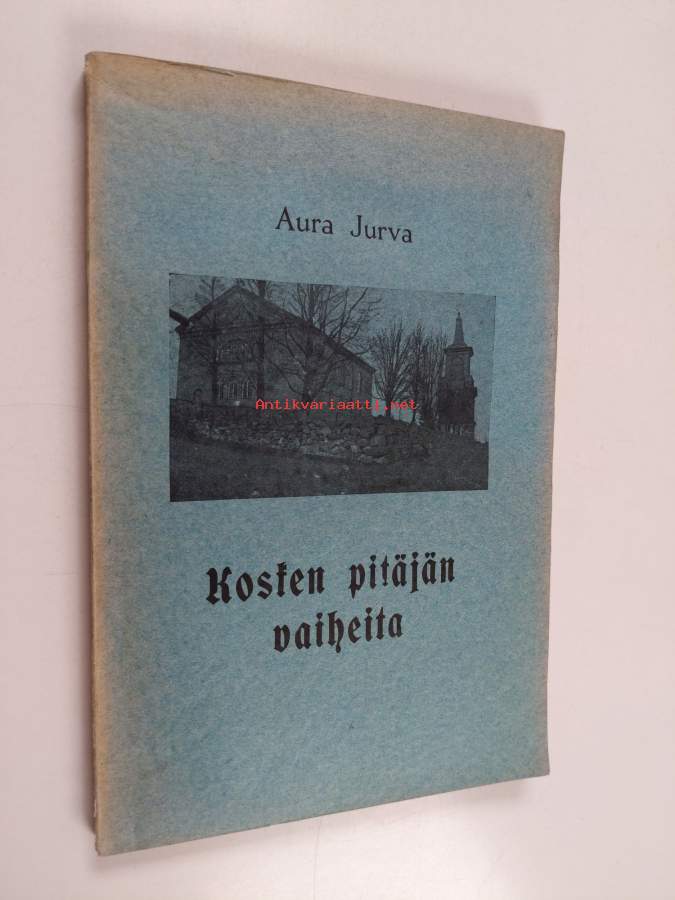 Aura Jurva
Antikvariaatti.net
Kosken pitäjän
vaiheita